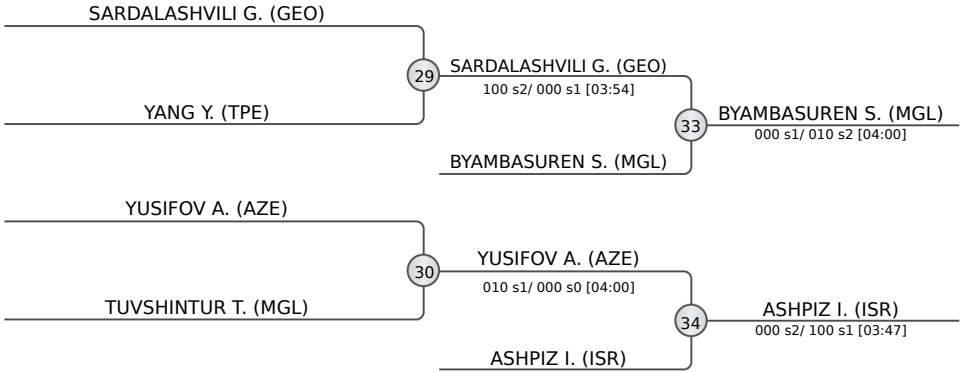 SARDALASHVILI G. (GEO)
29
SARDALASHVILI G. (GEO)
100 s2/ 000 s1 [03:54]
YANG Y. (TPE)
33
BYAMBASUREN S. (MGL)
000 s1/ 010 s2 [04:00]
BYAMBASUREN S. (MGL)
YUSIFOV A. (AZE)
30
YUSIFOV A. (AZE)
010 s1/ 000 s0 [04:00]
TUVSHINTUR T. (MGL)
34
ASHPIZ I. (ISR)
000 s2/ 100 s1 [03:47]
ASHPIZ I. (ISR)